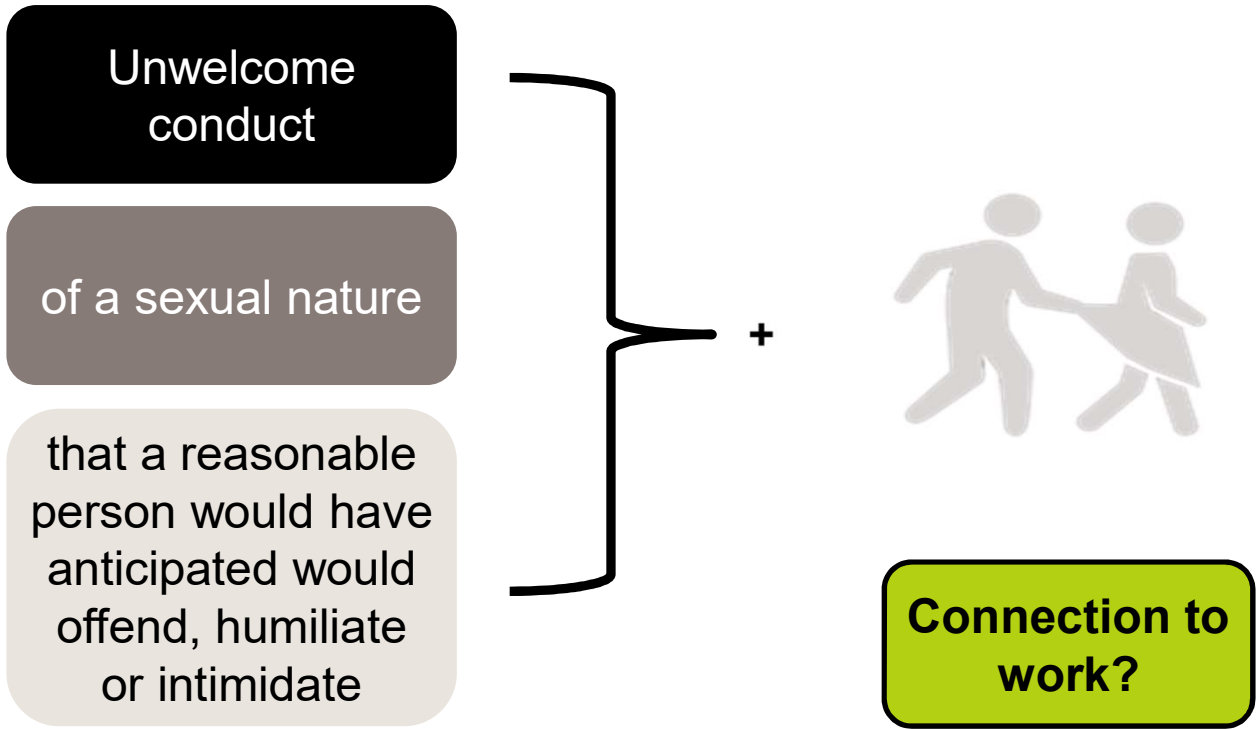 Unwelcome
conduct
of a sexual nature
that a reasonable
person would have
anticipated would
offend, humiliate
or intimidate
+
Connection to
work?